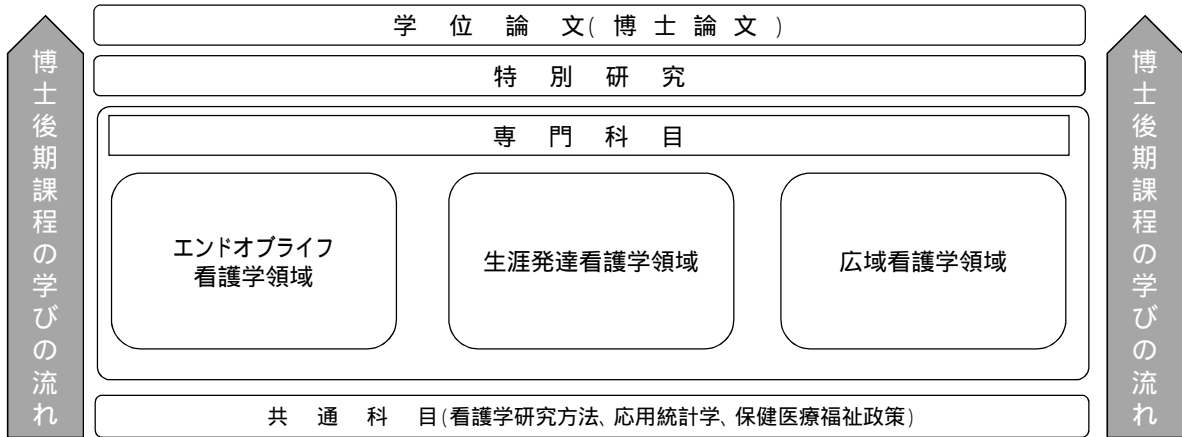 学位論文(博士論文)
特別研究
専門科目
エンドオブライフ
看護学領域
生涯発達看護学領域
広域看護学領域
共通科目(看護学研究方法、応用統計学、保健医療福祉政策)
博士後期課程の学びの流れ
博士後期課程の学びの流れ